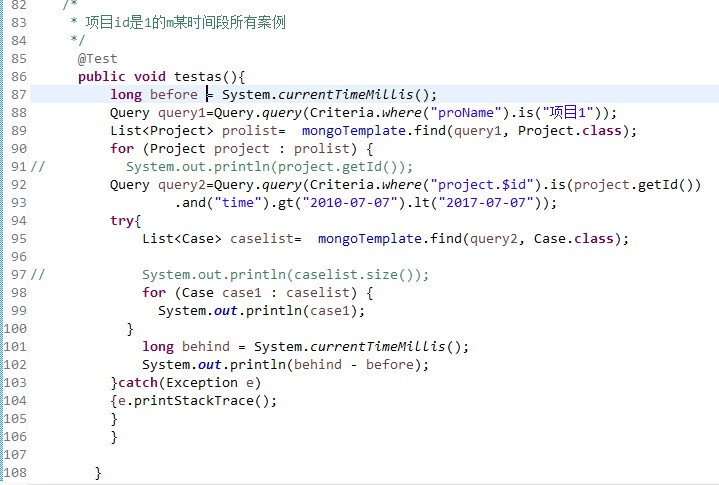 82 /*
83 * 项目id是1的m某时间段所有案例
84 */
85 @Test
86 public void testas(){
87 long before = System.currentTimeMillis();
88 Query query1=Query.query(Criteria.where("proName").is("项目1"));
89 List<Project> prolist= mongoTemplate.find(query1, Project.class);
90 for (Project project : prolist) {
91 // System.out.println(project.getId());
92 Query query2=Query.query(Criteria.where("project.$id").is(project.getId())
93 .and("time").gt("2010-07-07").lt("2017-07-07"));
94 try{
95 List<Case> caselist= mongoTemplate.find(query2, Case.class);
96
97 // System.out.println(caselist.size());
98 for (Case case1 : caselist) {
99 System.out.println(case1);
100 }
101 long behind = System.currentTimeMillis();
102 System.out.println(behind - before);
103 }catch(Exception e)
104 {e.printStackTrace();
105 }
106 }
107
108 }